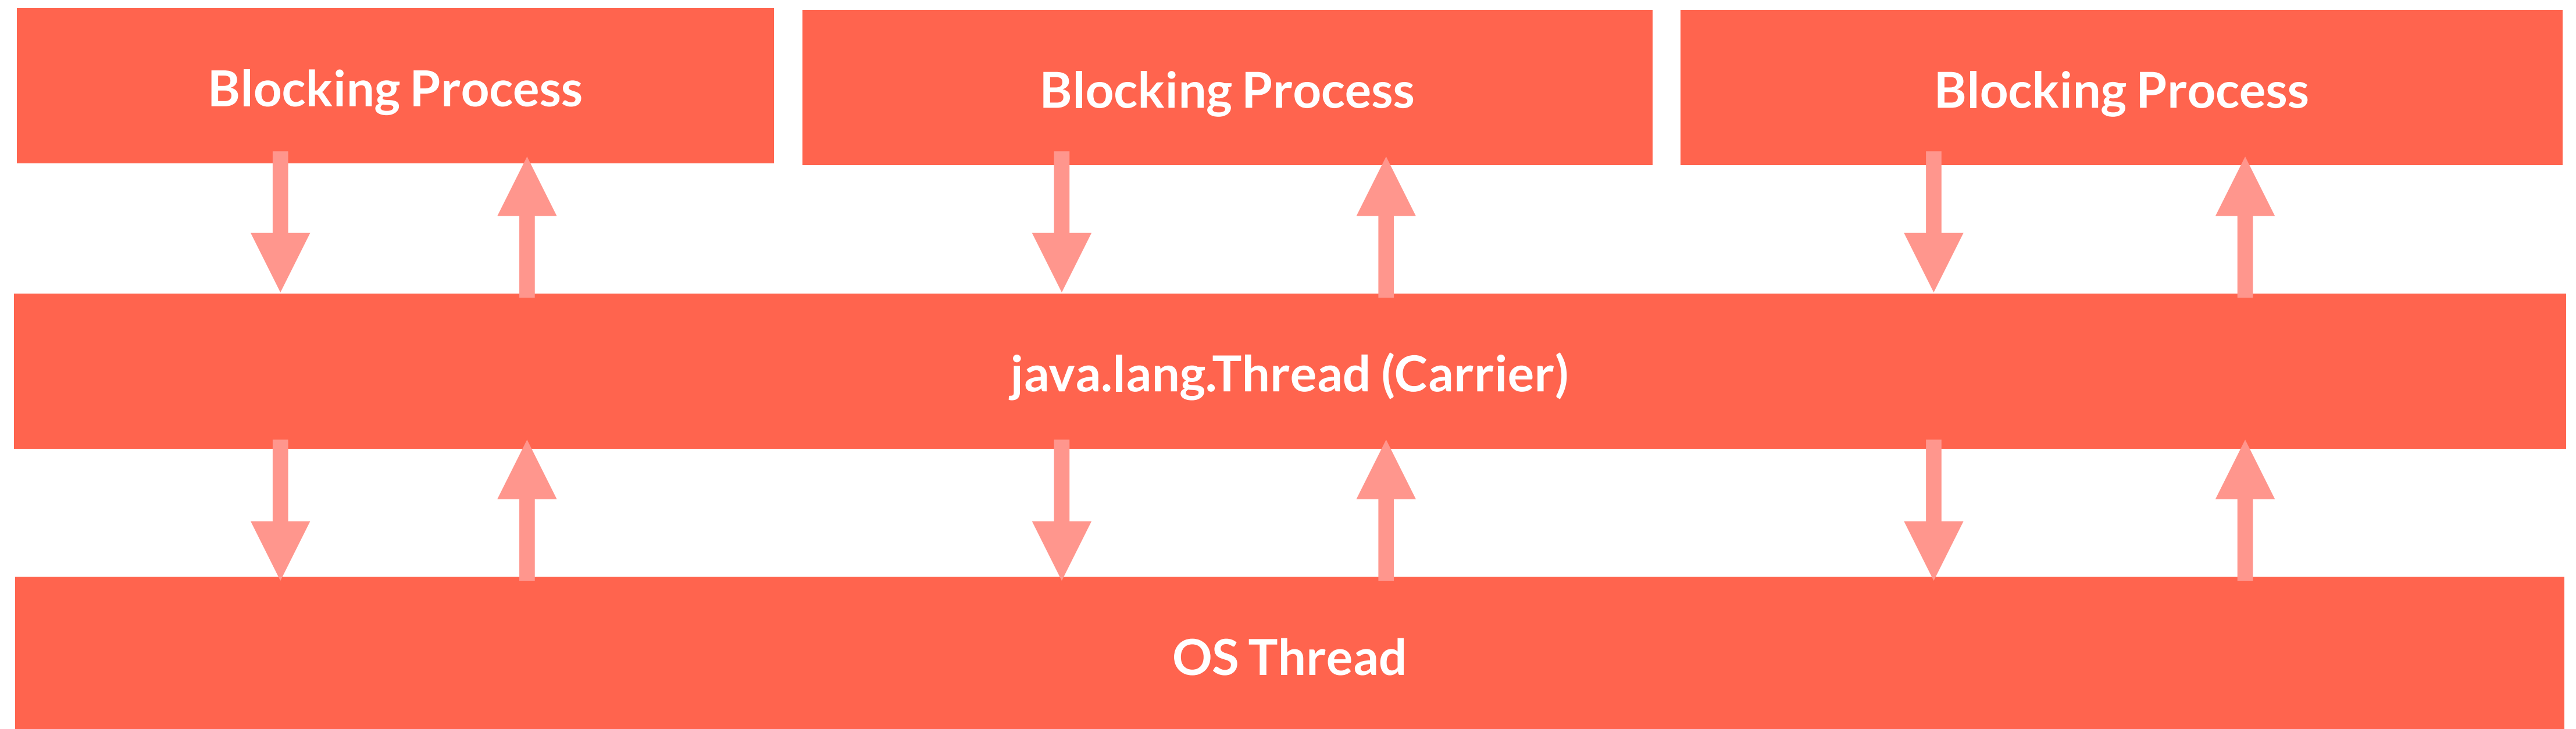 Blocking Process
Blocking Process
Blocking Process
java.lang.Thread (Carrier)
OS Thread